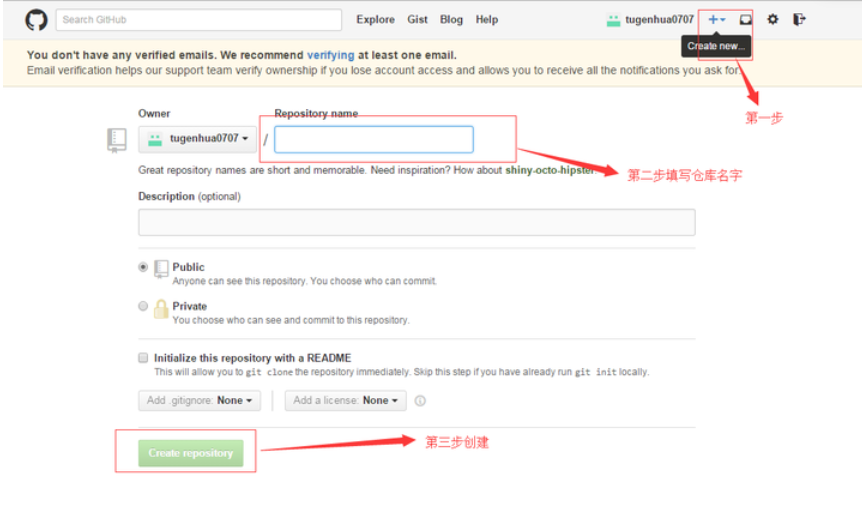 Search GitHub
Explore Gist Blog Help
tugenhua0707
Create new...
You don't have any verified emails. We recommend verifying at least one email.
Email verification helps our support team verify ownership if you lose account access and allows you to receive all the notifications you ask for.
第一步
Owner
Repository name
tugenhua0707 /
第二步填写仓库名字
Great repository names are short and memorable. Need inspiration? How about shiny-octo-hipster
Description (optional)
Public
Anyone can see this repository. You choose who can commit.
Private
You choose who can see and commit to this repository.
Initialize this repository with a README
This will allow you to git clone the repository immediately. Skip this step if you have already run git init locally.
Add .gitignore: None
Add a license: None
Create repository
第三步创建